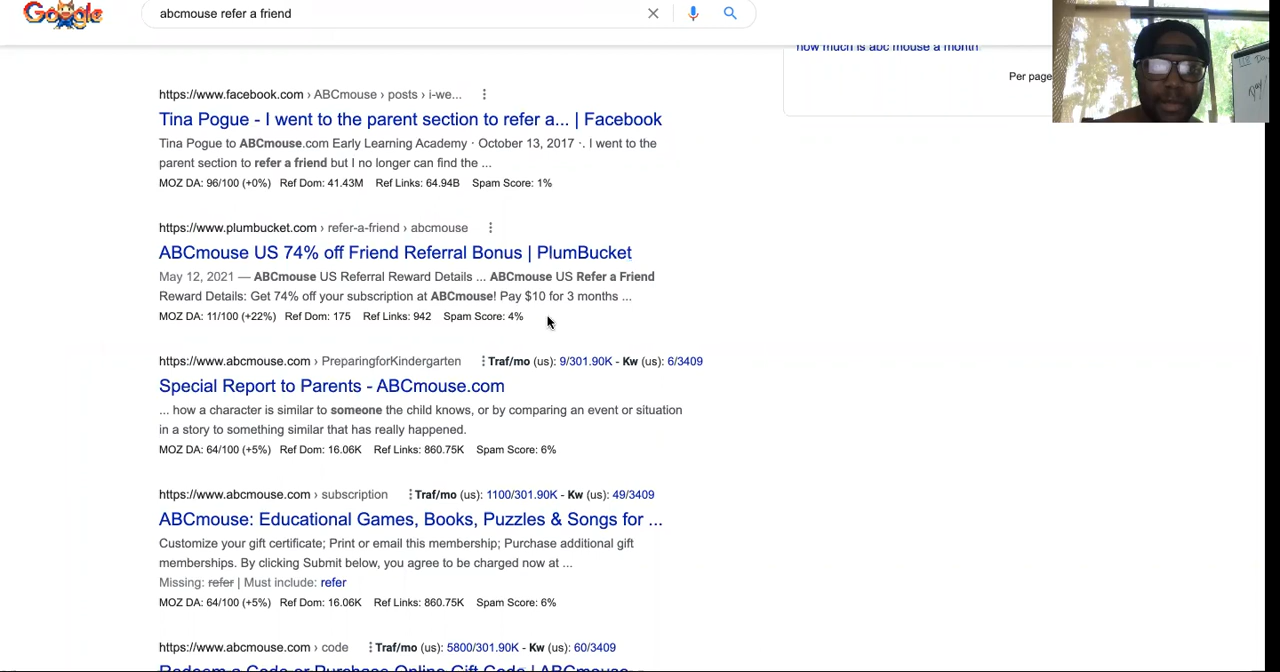 Google
abcmouse refer a friend
how much is abc mouse a month
Per page
https://www.facebook.com › ABCmouse › posts › i-we...
Tina Pogue - I went to the parent section to refer a... | Facebook
Tina Pogue to ABCmouse.com Early Learning Academy · October 13, 2017 ·. I went to the
parent section to refer a friend but I no longer can find the ...
MOZ DA: 96/100 (+0%) Ref Dom: 41.43M Ref Links: 64.94B Spam Score: 1%
https://www.plumbucket.com › refer-a-friend › abcmouse
ABCmouse US 74% off Friend Referral Bonus | PlumBucket
May 12, 2021 — ABCmouse US Referral Reward Details ... ABCmouse US Refer a Friend
Reward Details: Get 74% off your subscription at ABCmouse! Pay $10 for 3 months ...
MOZ DA: 11/100 (+22%) Ref Dom: 175 Ref Links: 942 Spam Score: 4%
https://www.abcmouse.com › PreparingforKindergarten Traf/mo (us): 9/301.90K - Kw (us): 6/3409
Special Report to Parents - ABCmouse.com
... how a character is similar to someone the child knows, or by comparing an event or situation
in a story to something similar that has really happened.
MOZ DA: 64/100 (+5%) Ref Dom: 16.06K Ref Links: 860.75K Spam Score: 6%
https://www.abcmouse.com › subscription Traf/mo (us): 1100/301.90K - Kw (us): 49/3409
ABCmouse: Educational Games, Books, Puzzles & Songs for ...
Customize your gift certificate; Print or email this membership; Purchase additional gift
memberships. By clicking Submit below, you agree to be charged now at ...
Missing: refer | Must include: refer
MOZ DA: 64/100 (+5%) Ref Dom: 16.06K Ref Links: 860.75K Spam Score: 6%
https://www.abcmouse.com › code Traf/mo (us): 5800/301.90K - Kw (us): 60/3409
Redeem a Code or Purchase Online Gift Code | ABCmouse